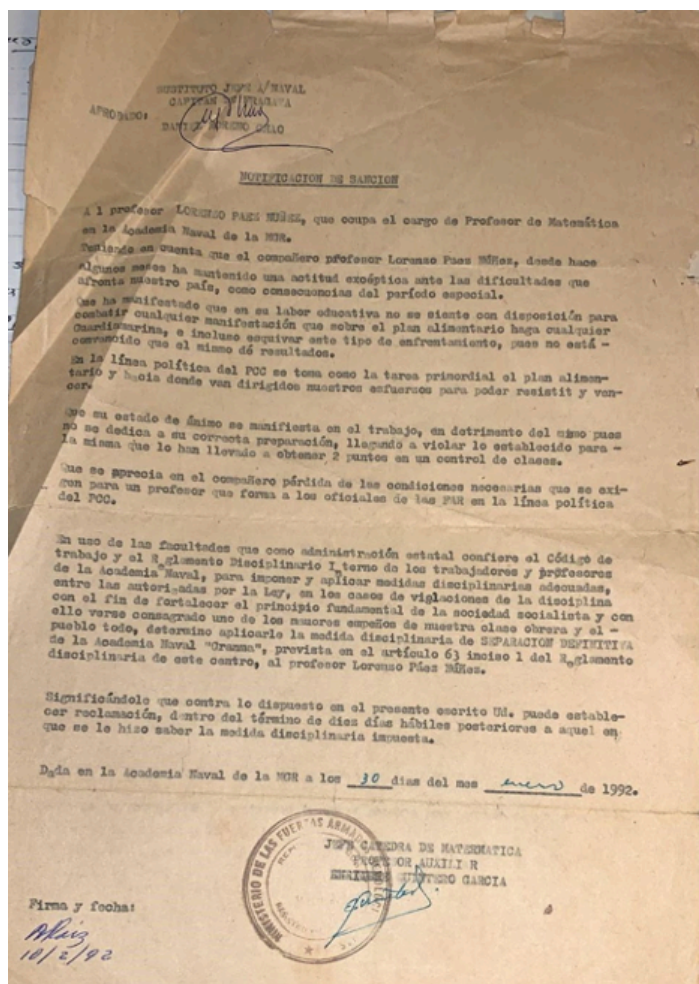 SUSTITUTO JEFE A/NAVAL
CAPITAN DE FRAGATA
APROBADO:
DANIEL MORENO CRAO
NOTIFICACION DE SANCION
A l profesor LORENZO PAEZ NUÑEZ, que ocupa el cargo de Profesor de Matemática
en la Academia Naval de la MGR.
Teniendo en cuenta que el compañero profesor Lorenzo Paez Núñez, desde hace
algunos meses ha mantenido una actitud excéptica ante las dificultades que
afronta nuestro país, como consecuencias del período especial.
Que ha manifestado que en su labor educativa no se siente con disposición para
combatir cualquier manifestación que sobre el plan alimentario haga cualquier
Guardiamarina, e incluso esquivar este tipo de enfrentamiento, pues no está -
convencido que el mismo dé resultados.
En la línea política del PCC se toma como la tarea primordial el plan alimen-
tario y hacia donde van dirigidos nuestros esfuerzos para poder resistit y ven-
cer.
Que su estado de ánimo se manifiesta en el trabajo, en detrimento del mimo pues
no se dedica a su correcta preparación, llegando a violar lo establecido para -
la misma que lo han llevado a obtener 2 puntos en un control de clases.
Que se aprecia en el compañero pérdida de las condiciones necesarias que se exi-
gen para un profesor que forma a los oficiales de las FAR en la línea política
del PCC.
En uso de las facultades que como administración estatal confiere el Código de
trabajo y el Reglamento Disciplinario I terno de los trabajadores y profesores
de la Academia Naval, para imponer y aplicar medidas disciplinarias adecuadas,
entre las autorizadas por la Ley, en los casos de viglaciones de la disciplina
con el fin de fortalecer el principio fundamental de la sociedad socialista y con
ello verse consagrado uno de los mayores empeños de nuestra clase obrera y el -
pueblo todo, determino aplicarle la medida disciplinaria de SEPARACION DEFINITIVA
de la Academia Naval "Granma", prevista en el artículo 63 inciso l del Reglamento
disciplinaria de este centro, al profesor Lorenzo Páez Núñez.
Significándole que contra lo dispuesto en el presente escrito Ud. puede estable-
cer reclamación, dentro del término de diez días hábiles posteriores a aquel en
que se le hizo saber la medida disciplinaria impuesta.
Dada en la Academia Naval de la MGR a los 30 dias del mes enero de 1992.
MINISTERIO DE LAS FUERZAS ARMADAS
JEFE CATEDRA DE MATEMATICA
PROFESOR AUXILI R
QUINTERO GARCIA
Firma y fecha:
10/2/92